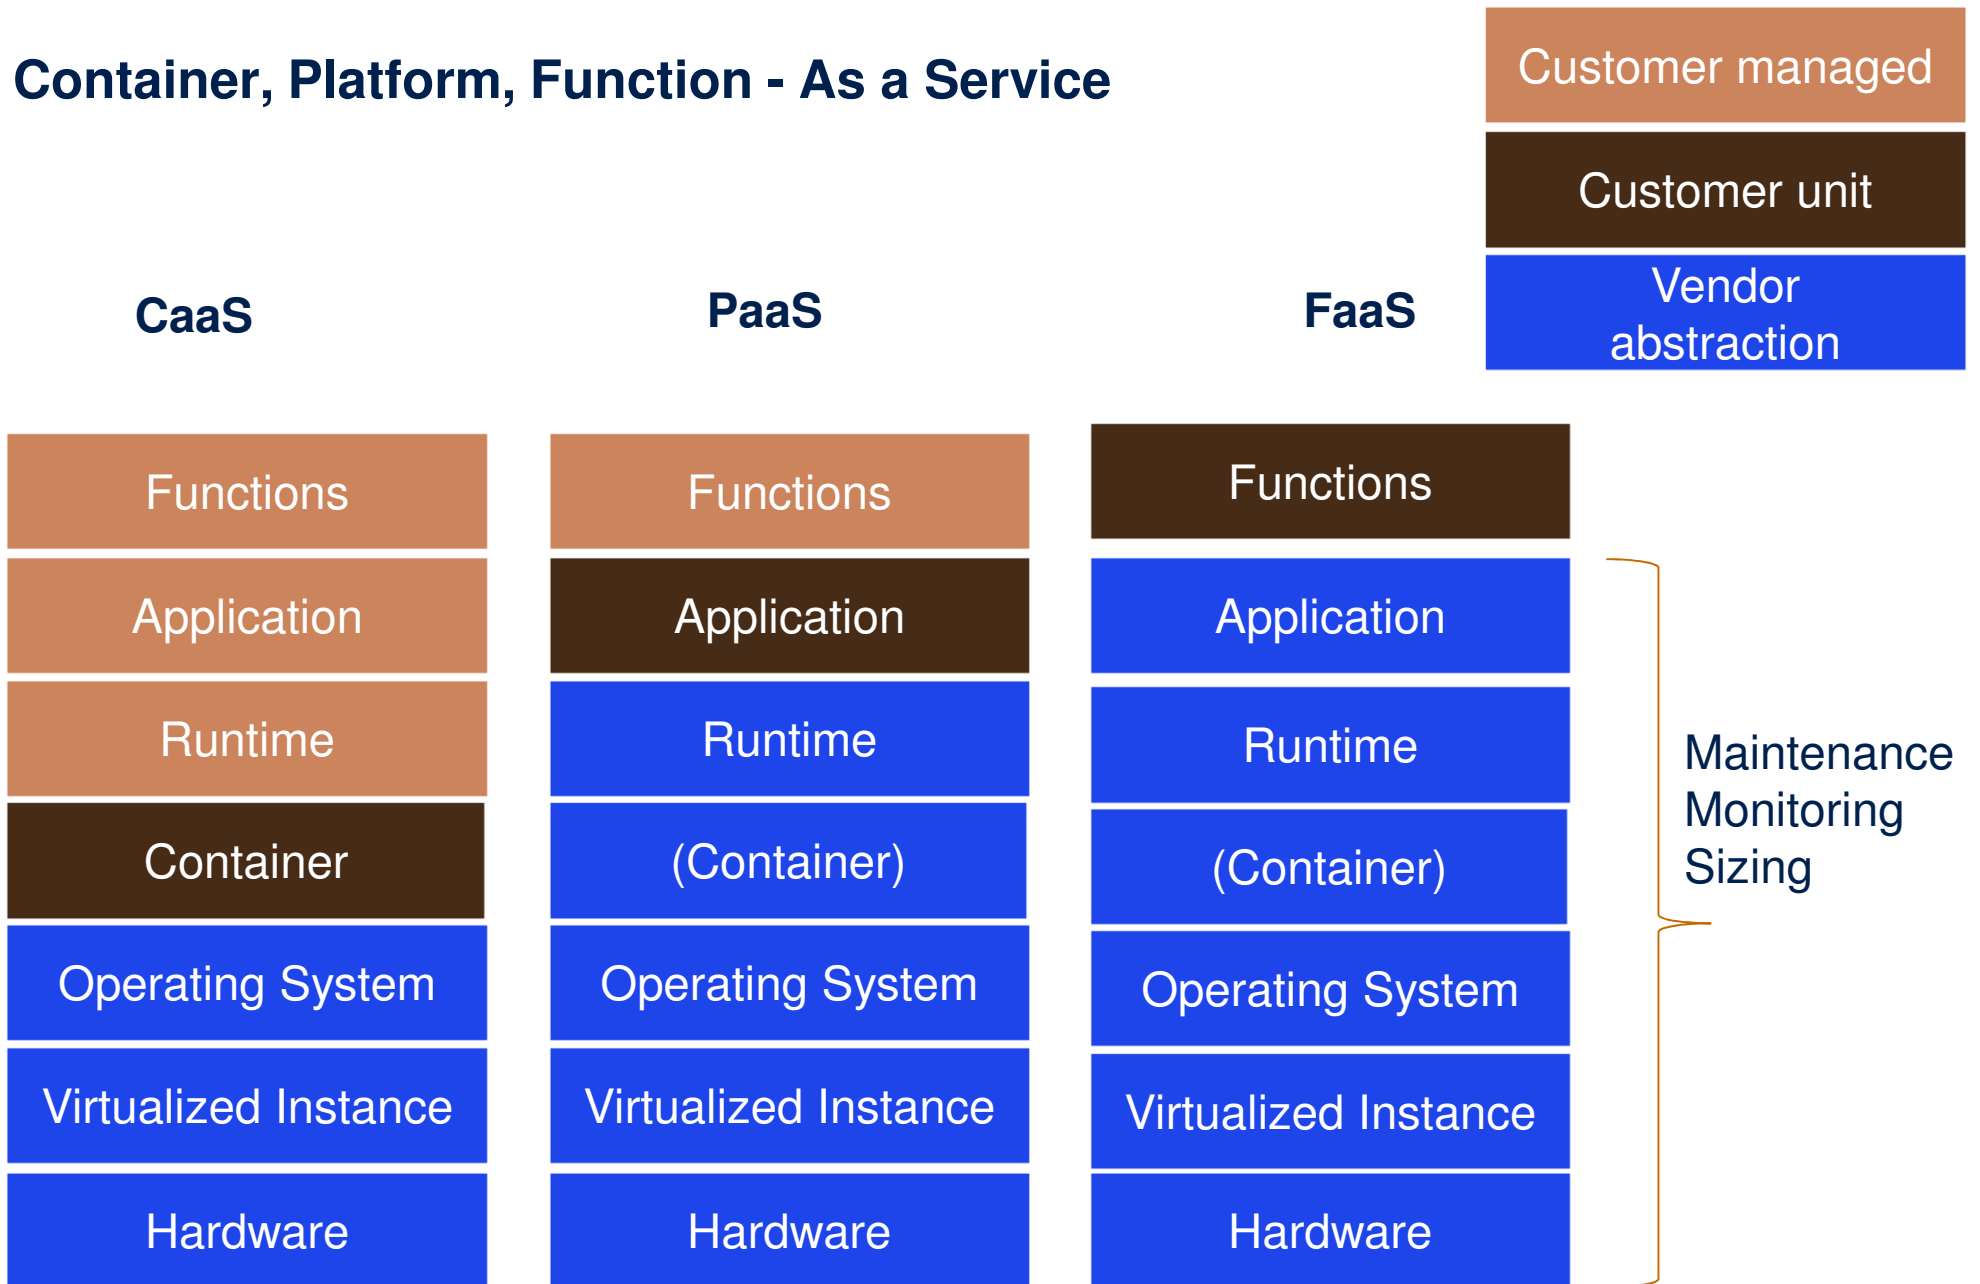 Container, Platform, Function - As a Service
Customer managed
Customer unit
Vendor
abstraction
CaaS
PaaS
FaaS
Functions
Application
Runtime
Container
Operating System
Virtualized Instance
Hardware
Functions
Application
Runtime
(Container)
Operating System
Virtualized Instance
Hardware
Functions
Application
Runtime
(Container)
Operating System
Virtualized Instance
Hardware
Maintenance
Monitoring
Sizing